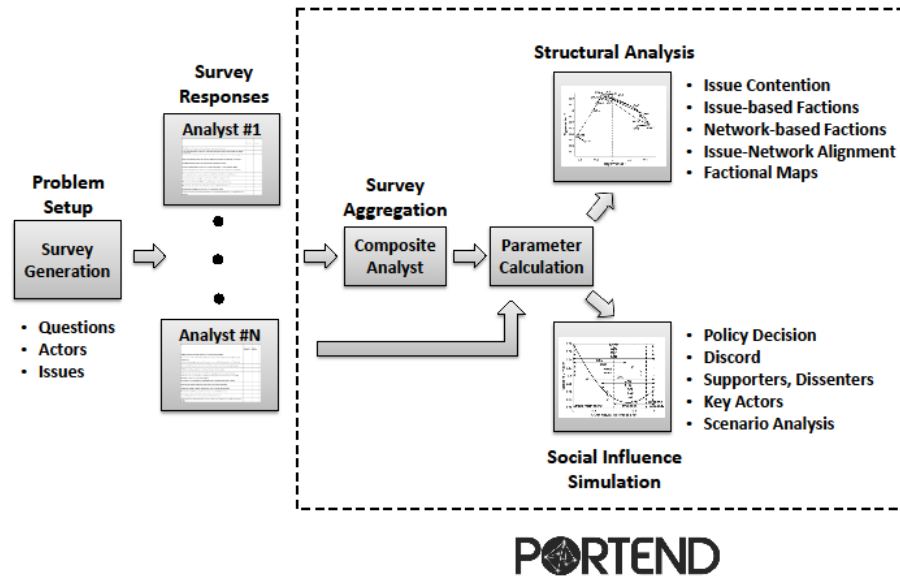 Problem
Setup
Survey
Generation
• Questions
• Actors
• Issues
Survey
Responses
Analyst #1
Analyst #N
Survey
Aggregation
Composite
Analyst
Parameter
Calculation
Structural Analysis
• Issue Contention
• Issue-based Factions
• Network-based Factions
• Issue-Network Alignment
• Factional Maps
• Policy Decision
• Discord
• Supporters, Dissenters
• Key Actors
• Scenario Analysis
Social Influence
Simulation
PORTEND